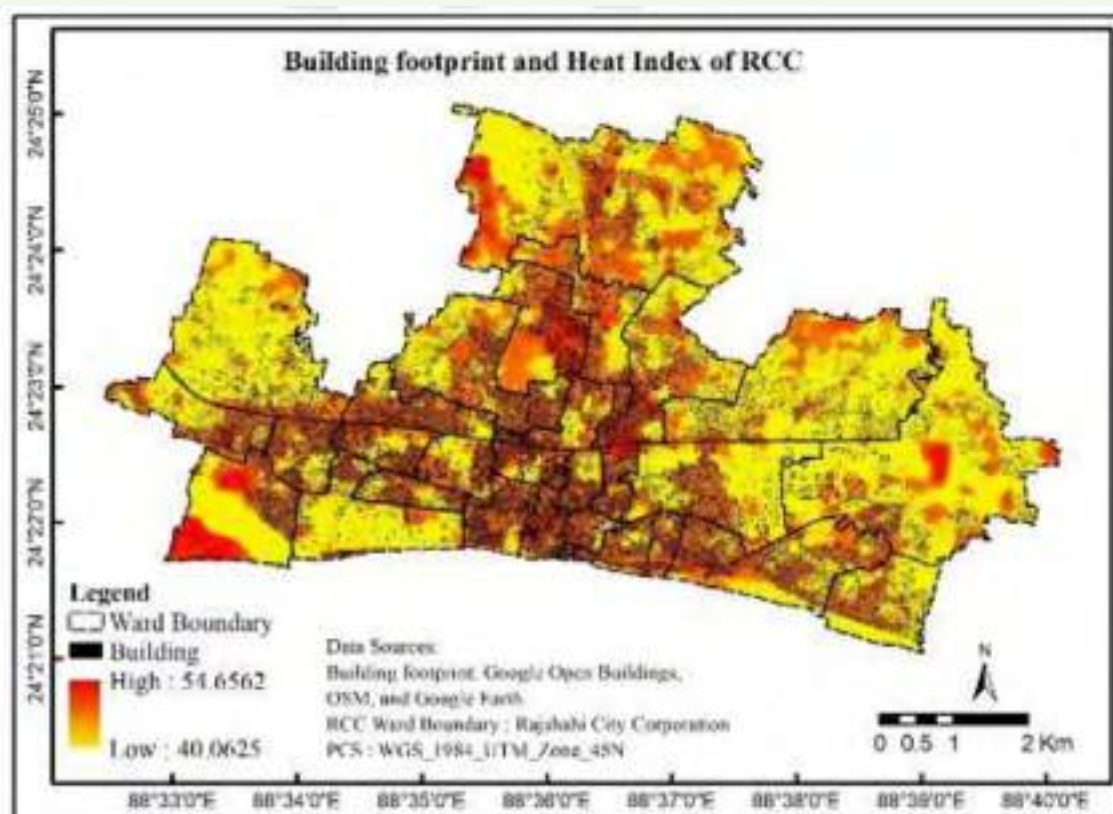 Building footprint and Heat Index of RCC
24°25'0"N
24°24'0"N
24°23'0"N
24°22'0"N
24°21'0"N
Legend
Ward Boundary
Building
High : 54.6562
Low : 40.0625
Data Sources:
Building footprint: Google Open Buildings,
OSM, and Google Earth
RCC Ward Boundary : Rajshahi City Corporation
PCS : WGS_1984_UTM_Zone_45N
N
0 0.5 1 2 Km
88°33'0"E 88°34'0"E 88°35'0"E 88°36'0"E 88°37'0"E 88°38'0"E 88°39'0"E 88°40'0"E